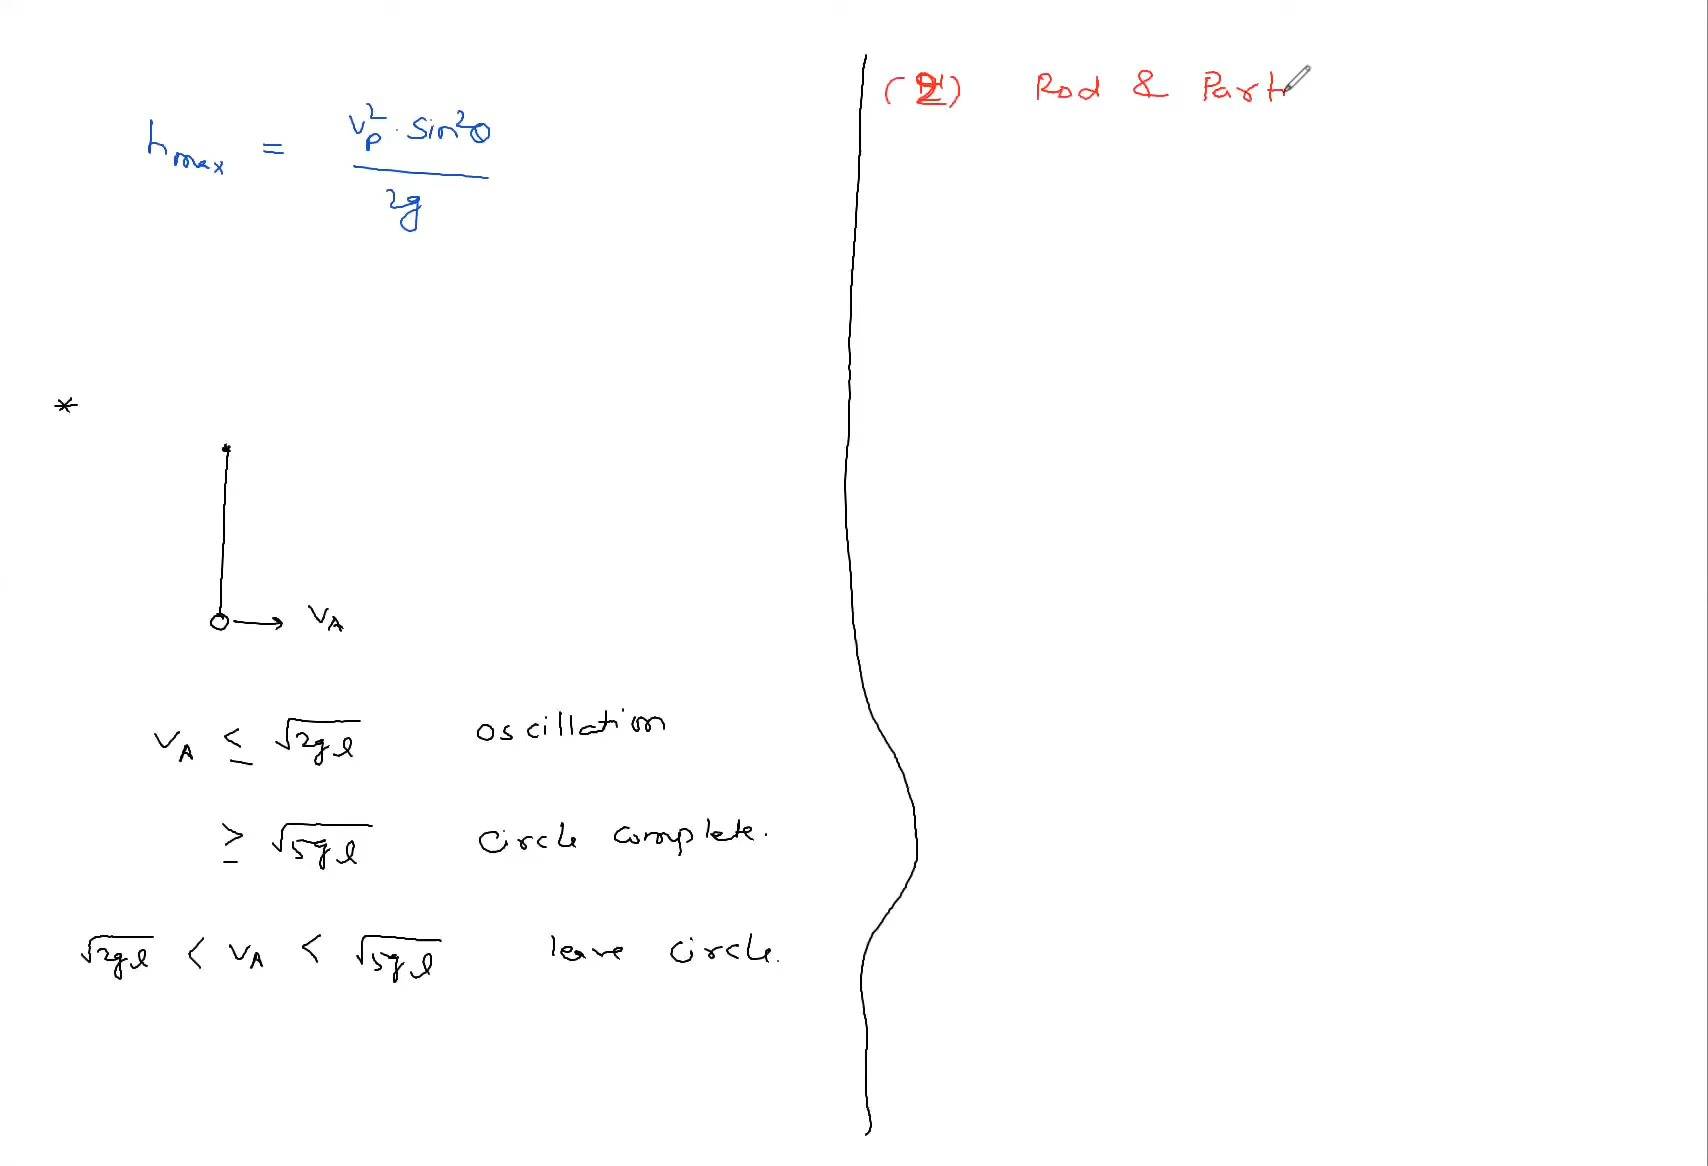 h_max = v_p² · sin²θ / 2g
*
v_A
v_A ≤ √2gl oscillation
≥ √5gl circle complete.
√2gl < v_A < √5gl leave circle.
(2) Rod & Part